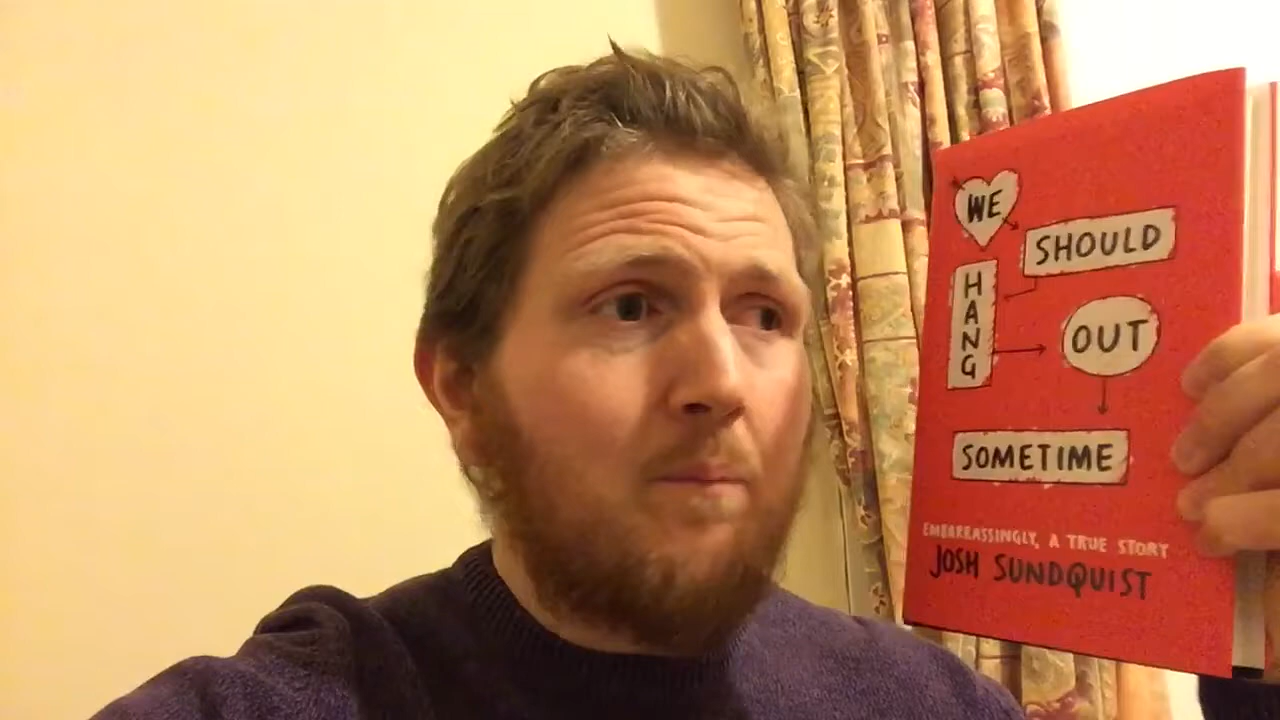 WE
SHOULD
HANG
OUT
SOMETIME
EMBARRASSINGLY, A TRUE STORY
JOSH SUNDQUIST